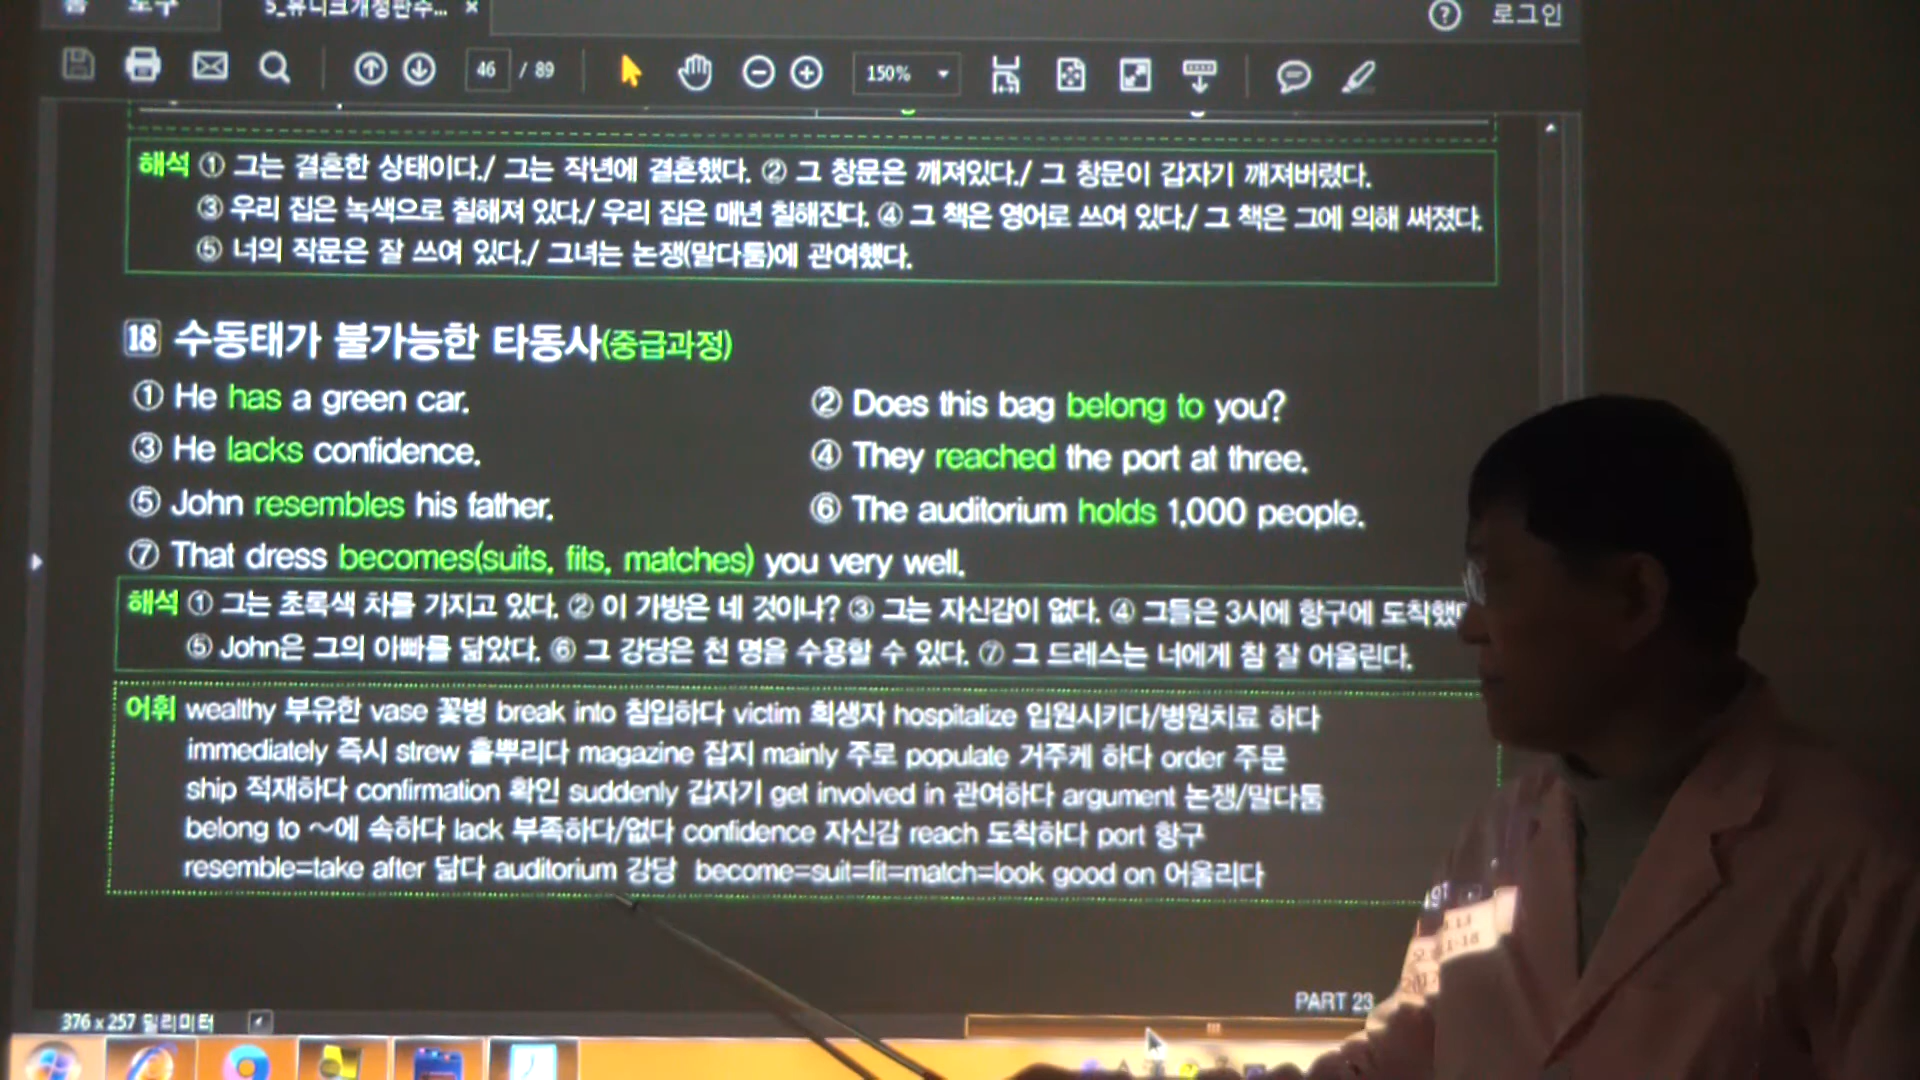 로그인
46 / 89
150%
해석 ① 그는 결혼한 상태이다./ 그는 작년에 결혼했다. ② 그 창문은 깨져있다./ 그 창문이 갑자기 깨져버렸다.
③ 우리 집은 녹색으로 칠해져 있다./ 우리 집은 매년 칠해진다. ④ 그 책은 영어로 쓰여 있다./ 그 책은 그에 의해 써졌다.
⑤ 너의 작문은 잘 쓰여 있다./ 그녀는 논쟁(말다툼)에 관여했다.
18 수동태가 불가능한 타동사(중급과정)
① He has a green car.
② Does this bag belong to you?
③ He lacks confidence.
④ They reached the port at three.
⑤ John resembles his father.
⑥ The auditorium holds 1,000 people.
⑦ That dress becomes(suits, fits, matches) you very well.
해석 ① 그는 초록색 차를 가지고 있다. ② 이 가방은 네 것이냐? ③ 그는 자신감이 없다. ④ 그들은 3시에 항구에 도착했
⑤ John은 그의 아빠를 닮았다. ⑥ 그 강당은 천 명을 수용할 수 있다. ⑦ 그 드레스는 너에게 참 잘 어울린다.
어휘 wealthy 부유한 vase 꽃병 break into 침입하다 victim 희생자 hospitalize 입원시키다/병원치료 하다
immediately 즉시 strew 흩뿌리다 magazine 잡지 mainly 주로 populate 거주케 하다 order 주문
ship 적재하다 confirmation 확인 suddenly 갑자기 get involved in 관여하다 argument 논쟁/말다툼
belong to ~에 속하다 lack 부족하다/없다 confidence 자신감 reach 도착하다 port 항구
resemble=take after 닮다 auditorium 강당 become=suit=fit=match=look good on 어울리다
PART 23
376 x 257 밀리미터